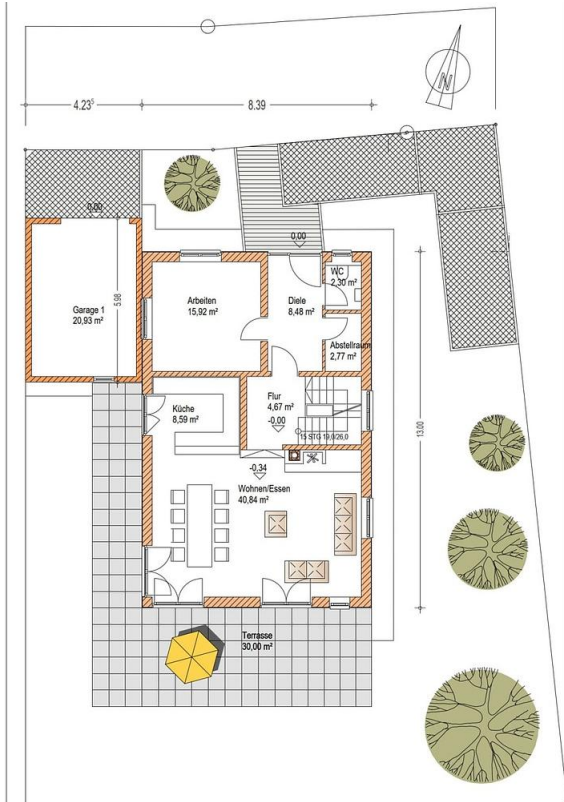 N
4.23⁵
8.39
0,00
0,00
WC
2,30 m²
Arbeiten
15,92 m²
Diele
8,48 m²
5.98
Garage 1
20,93 m²
Abstellraum
2,77 m²
Flur
4,67 m²
-0,00
Küche
8,59 m²
13.00
15 STG 19,0/26,0
-0,34
Wohnen/Essen
40,84 m²
Terrasse
30,00 m²